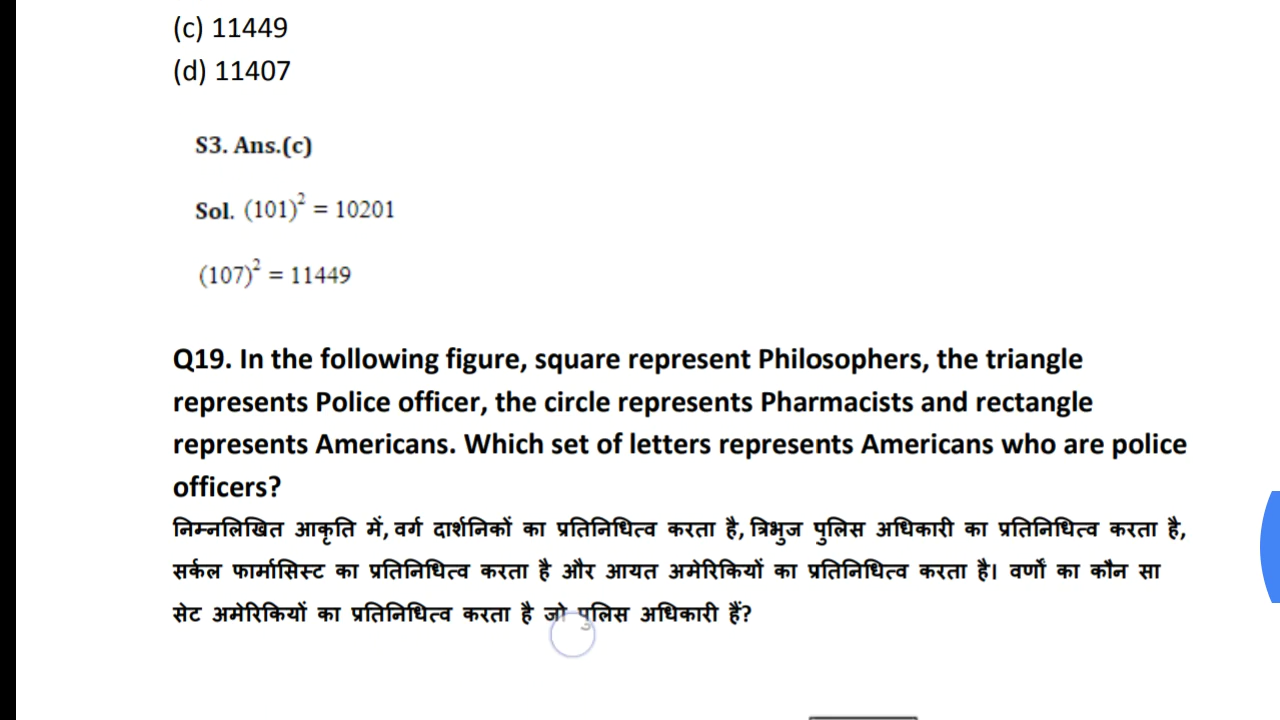 (c) 11449
(d) 11407
S3. Ans.(c)
Sol. (101)² = 10201
(107)² = 11449
Q19. In the following figure, square represent Philosophers, the triangle
represents Police officer, the circle represents Pharmacists and rectangle
represents Americans. Which set of letters represents Americans who are police
officers?
निम्नलिखित आकृति में, वर्ग दार्शनिकों का प्रतिनिधित्व करता है, त्रिभुज पुलिस अधिकारी का प्रतिनिधित्व करता है,
सर्कल फार्मासिस्ट का प्रतिनिधित्व करता है और आयत अमेरिकियों का प्रतिनिधित्व करता है। वर्णों का कौन सा
सेट अमेरिकियों का प्रतिनिधित्व करता है जो पुलिस अधिकारी हैं?